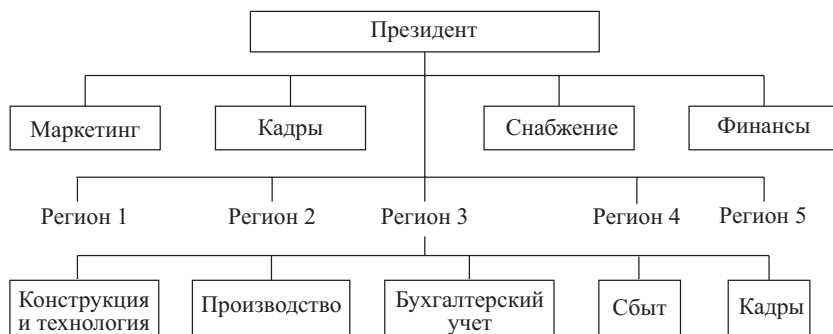 Президент
Маркетинг
Кадры
Снабжение
Финансы
Регион 1
Регион 2
Регион 3
Регион 4
Регион 5
Конструкция
и технология
Производство
Бухгалтерский
учет
Сбыт
Кадры